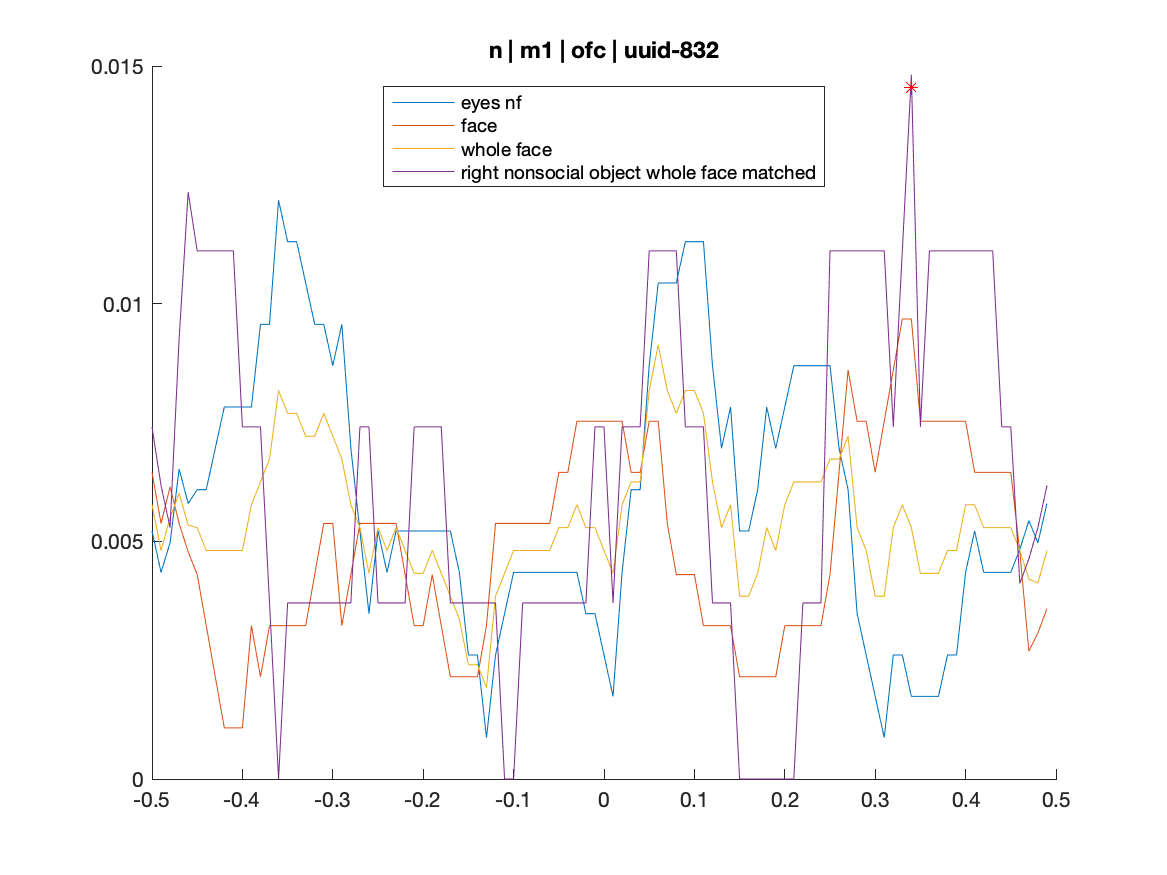 n | m1 | ofc | uuid-832
0.015
eyes nf
face
whole face
right nonsocial object whole face matched
0.01
0.005
0
-0.5 -0.4 -0.3 -0.2 -0.1 0 0.1 0.2 0.3 0.4 0.5